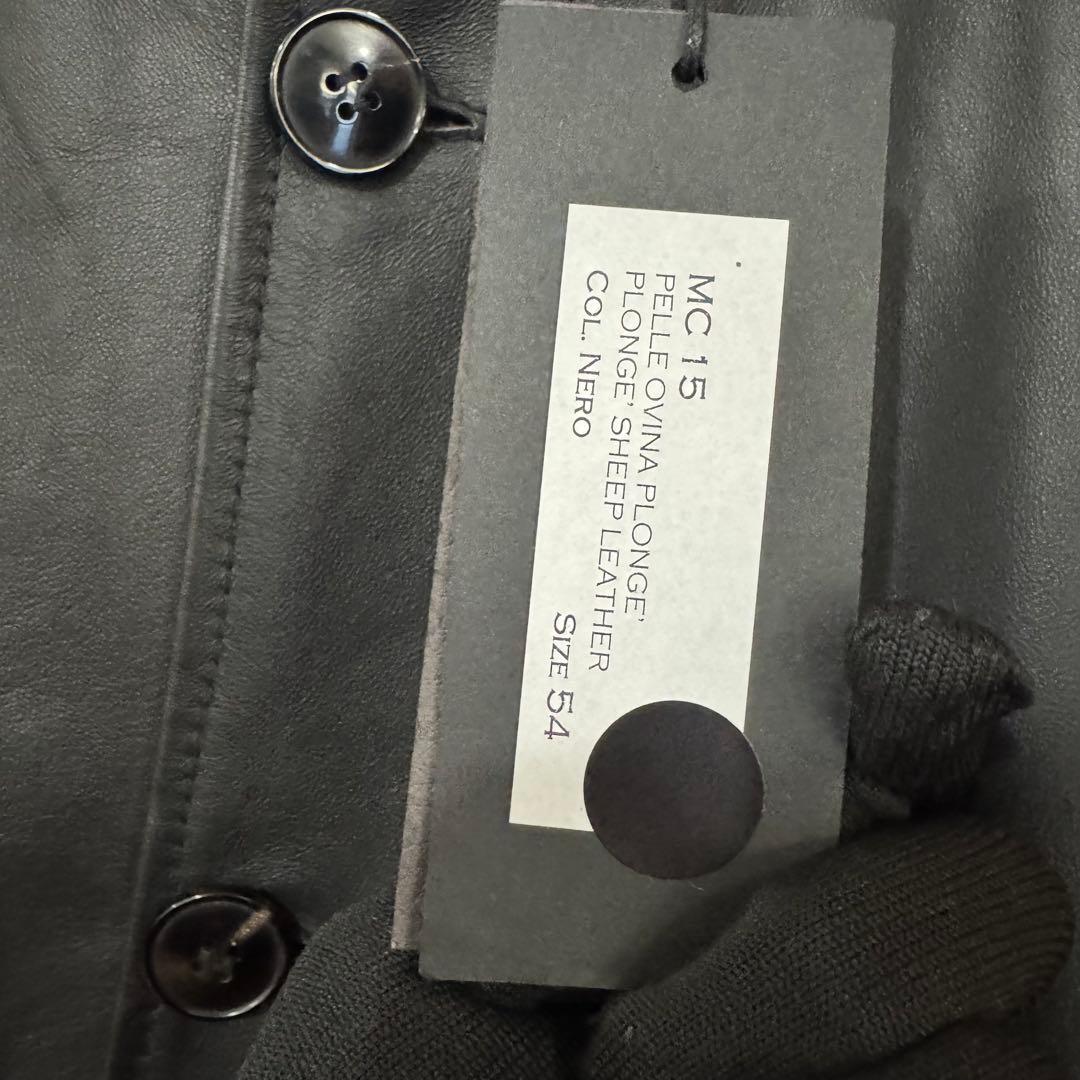 MC 15
PELLE OVINA PLONGE'
PLONGE' SHEEP LEATHER
COL. NERO
SIZE 54